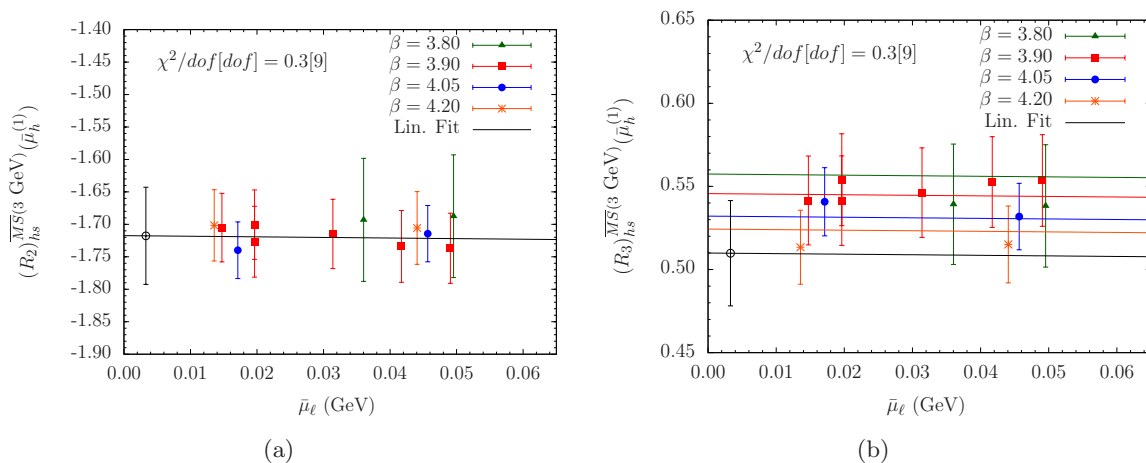 -1.40
-1.45
-1.50
-1.55
-1.60
-1.65
-1.70
-1.75
-1.80
-1.85
-1.90
0.00 0.01 0.02 0.03 0.04 0.05 0.06
(R₂)ₕₛ^{\overline{MS}(3 GeV)}(μ̄ₕ⁽¹⁾)
χ²/dof[dof] = 0.3[9]
β = 3.80
β = 3.90
β = 4.05
β = 4.20
Lin. Fit
μ̄_ℓ (GeV)
(a)
0.65
0.60
0.55
0.50
0.45
0.00 0.01 0.02 0.03 0.04 0.05 0.06
(R₃)ₕₛ^{\overline{MS}(3 GeV)}(μ̄ₕ⁽¹⁾)
χ²/dof[dof] = 0.3[9]
β = 3.80
β = 3.90
β = 4.05
β = 4.20
Lin. Fit
μ̄_ℓ (GeV)
(b)